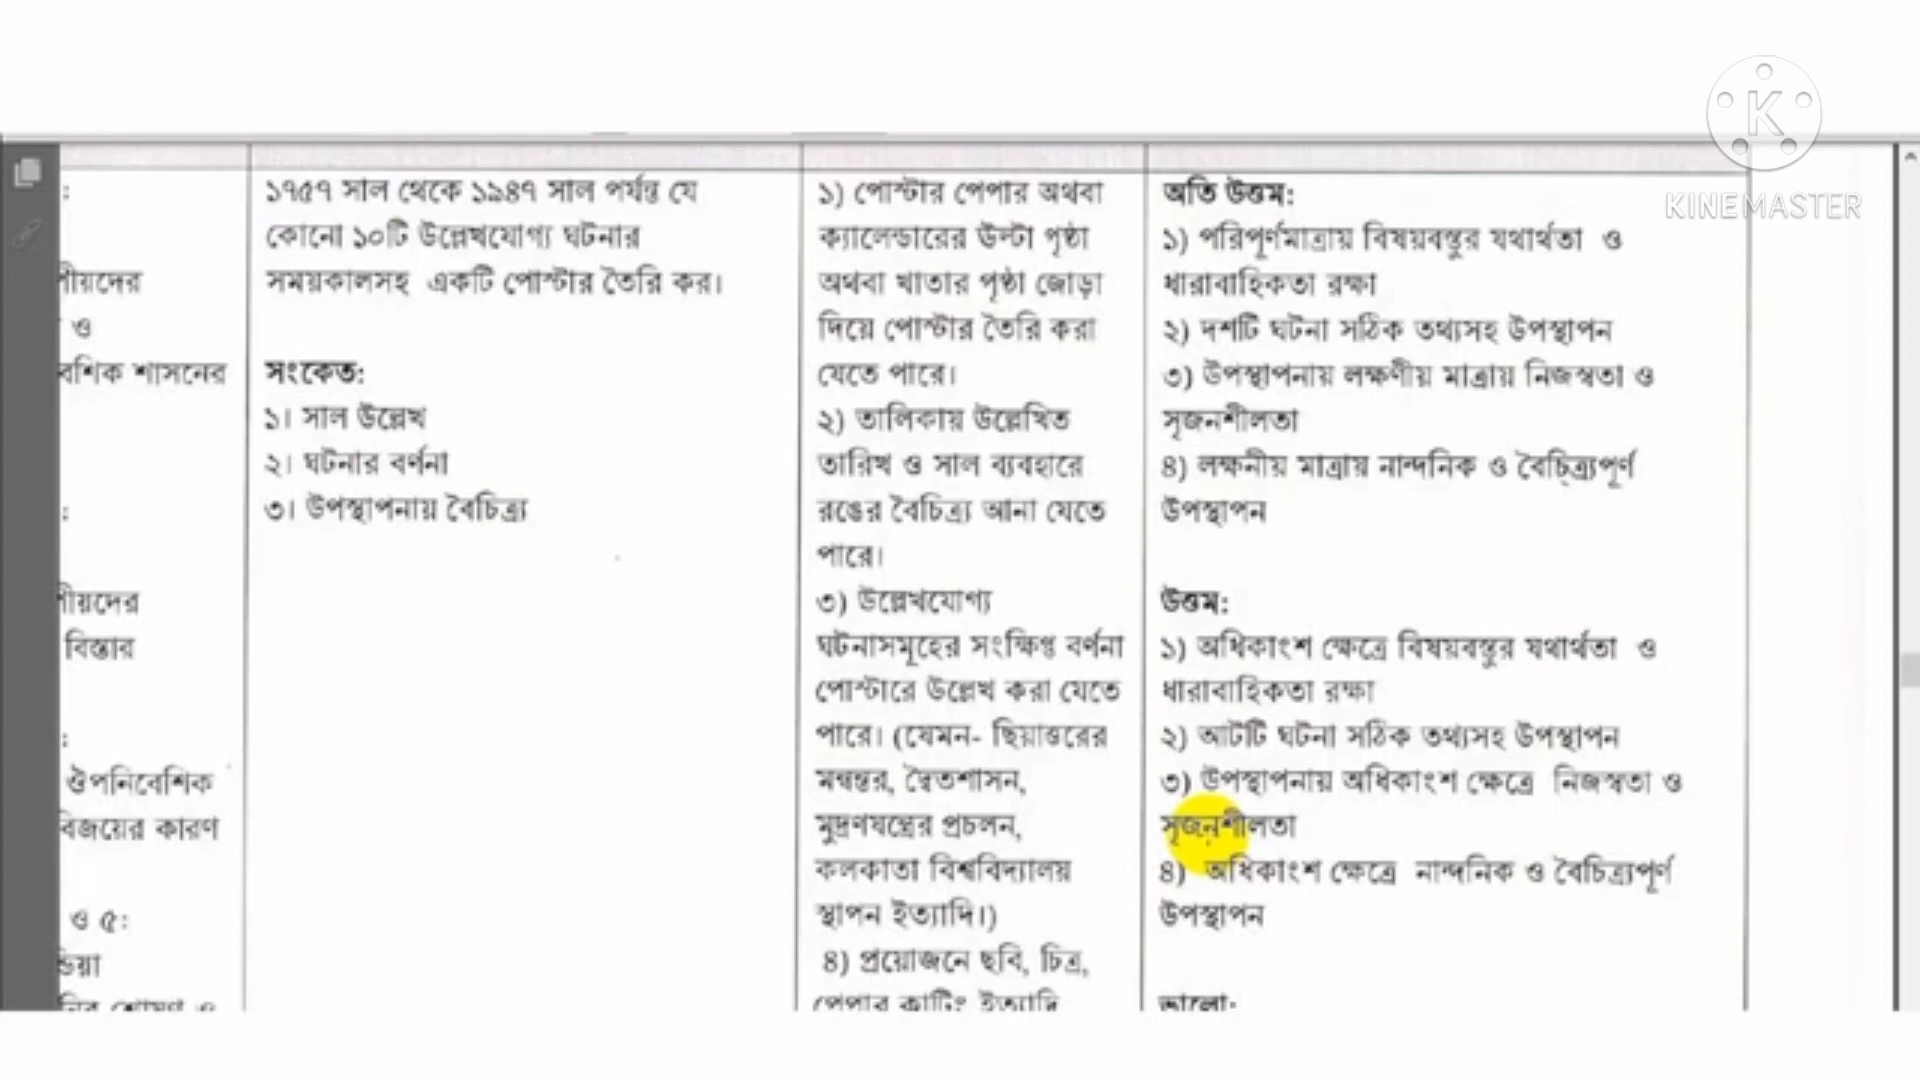 K
KINEMASTER
:
ও
বেশিক শাসনের
:
বিস্তার
:
ঔপনিবেশিক
বিজয়ের কারণ
ও ৫:
১৭৫৭ সাল থেকে ১৯৪৭ সাল পর্যন্ত যে
কোনো ১০টি উল্লেখযোগ্য ঘটনার
সময়কালসহ একটি পোস্টার তৈরি কর।
সংকেত:
১। সাল উল্লেখ
২। ঘটনার বর্ণনা
৩। উপস্থাপনায় বৈচিত্র্য
১) পোস্টার পেপার অথবা
ক্যালেন্ডারের উল্টা পৃষ্ঠা
অথবা খাতার পৃষ্ঠা জোড়া
দিয়ে পোস্টার তৈরি করা
যেতে পারে।
২) তালিকায় উল্লেখিত
তারিখ ও সাল ব্যবহারে
রঙের বৈচিত্র্য আনা যেতে
পারে।
৩) উল্লেখযোগ্য
ঘটনাসমূহের সংক্ষিপ্ত বর্ণনা
পোস্টারে উল্লেখ করা যেতে
পারে। (যেমন- ছিয়াত্তরের
মন্বন্তর, দ্বৈতশাসন,
মুদ্রণযন্ত্রের প্রচলন,
কলকাতা বিশ্ববিদ্যালয়
স্থাপন ইত্যাদি।)
৪) প্রয়োজনে ছবি, চিত্র,
পেপার কাটিং ইত্যাদি
অতি উত্তম:
১) পরিপূর্ণমাত্রায় বিষয়বস্তুর যথার্থতা ও
ধারাবাহিকতা রক্ষা
২) দশটি ঘটনা সঠিক তথ্যসহ উপস্থাপন
৩) উপস্থাপনায় লক্ষণীয় মাত্রায় নিজস্বতা ও
সৃজনশীলতা
৪) লক্ষনীয় মাত্রায় নান্দনিক ও বৈচিত্র্যপূর্ণ
উপস্থাপন
উত্তম:
১) অধিকাংশ ক্ষেত্রে বিষয়বস্তুর যথার্থতা ও
ধারাবাহিকতা রক্ষা
২) আটটি ঘটনা সঠিক তথ্যসহ উপস্থাপন
৩) উপস্থাপনায় অধিকাংশ ক্ষেত্রে নিজস্বতা ও
সৃজনশীলতা
৪) অধিকাংশ ক্ষেত্রে নান্দনিক ও বৈচিত্র্যপূর্ণ
উপস্থাপন
ভালো: